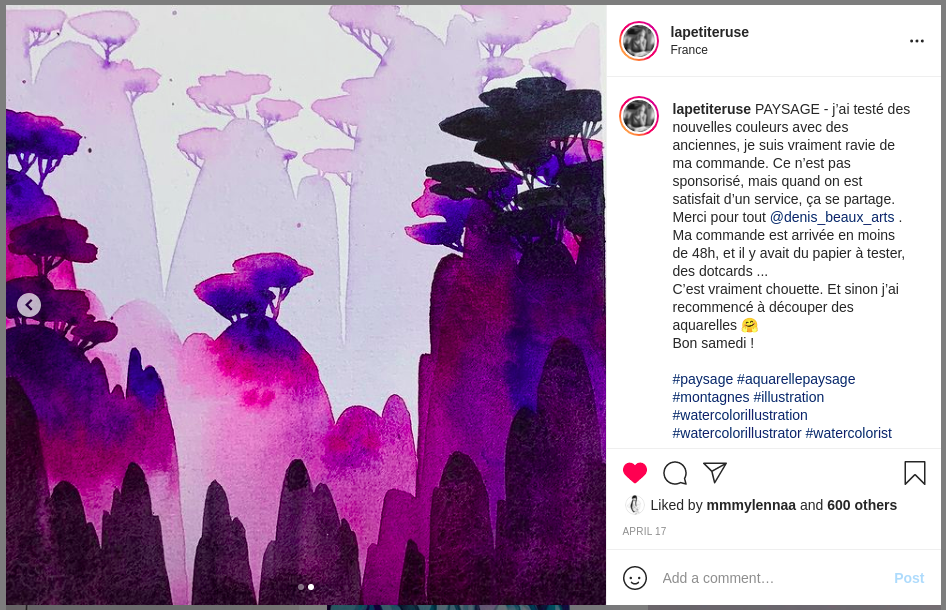 lapetiteruse
France
lapetiteruse PAYSAGE - j’ai testé des
nouvelles couleurs avec des
anciennes, je suis vraiment ravie de
ma commande. Ce n’est pas
sponsorisé, mais quand on est
satisfait d’un service, ça se partage.
Merci pour tout @denis_beaux_arts .
Ma commande est arrivée en moins
de 48h, et il y avait du papier à tester,
des dotcards ...
C’est vraiment chouette. Et sinon j’ai
recommencé à découper des
aquarelles 🤗
Bon samedi !
#paysage #aquarellepaysage
#montagnes #illustration
#watercolorillustration
#watercolorillustrator #watercolorist
Liked by mmmylennaa and 600 others
APRIL 17
Add a comment…
Post